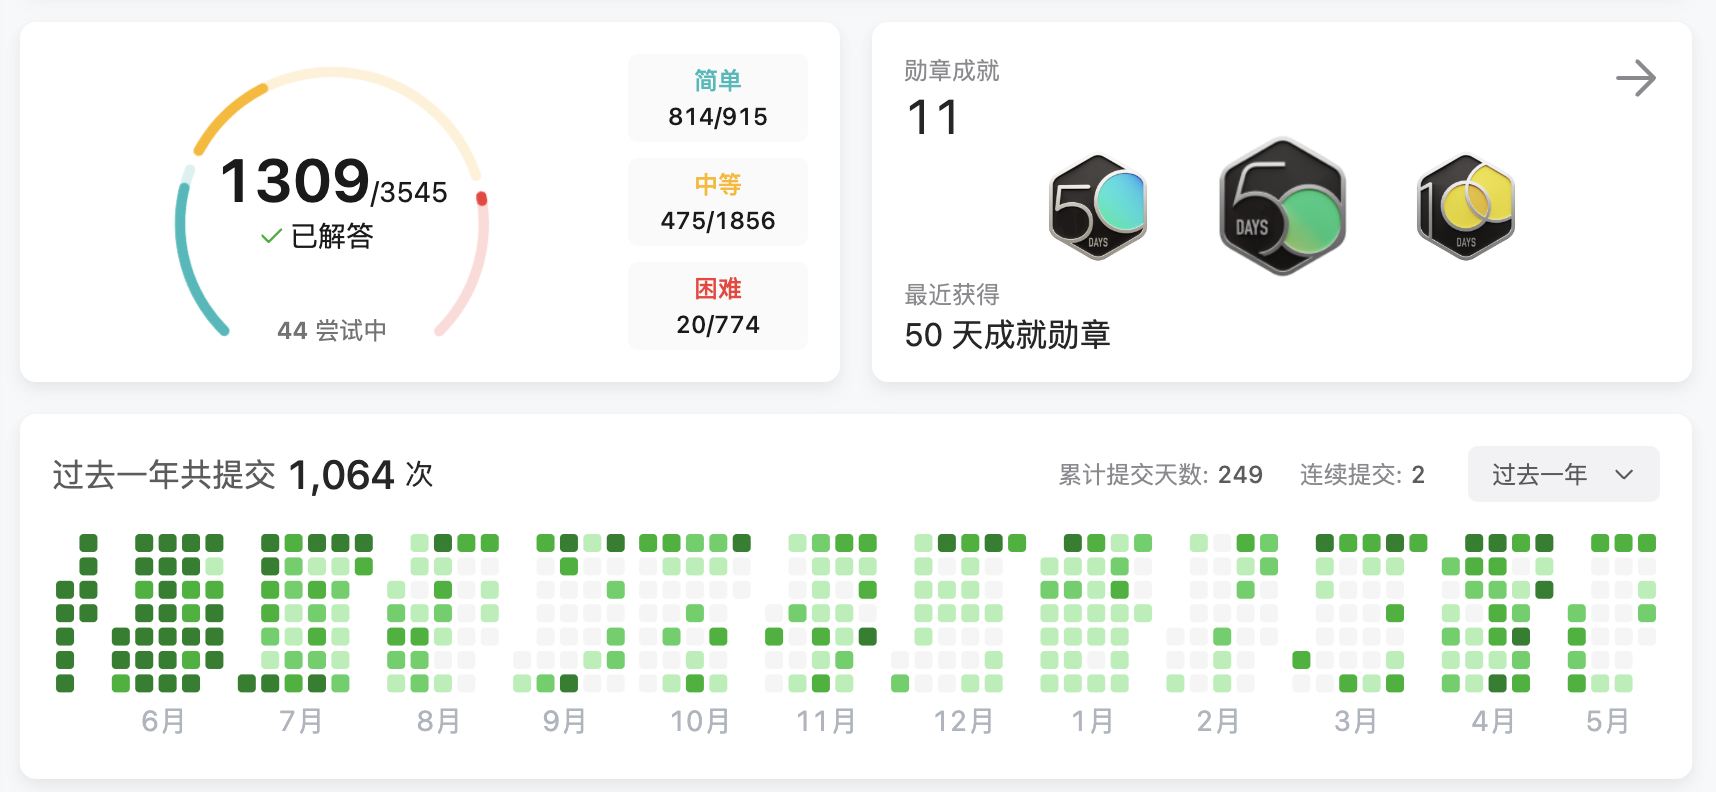 1309/3545
已解答
44 尝试中
简单
814/915
中等
475/1856
困难
20/774
勋章成就
11
50
DAYS
50
DAYS
100
DAYS
最近获得
50 天成就勋章
过去一年共提交 1,064 次
累计提交天数: 249 连续提交: 2 过去一年
6月 7月 8月 9月 10月 11月 12月 1月 2月 3月 4月 5月